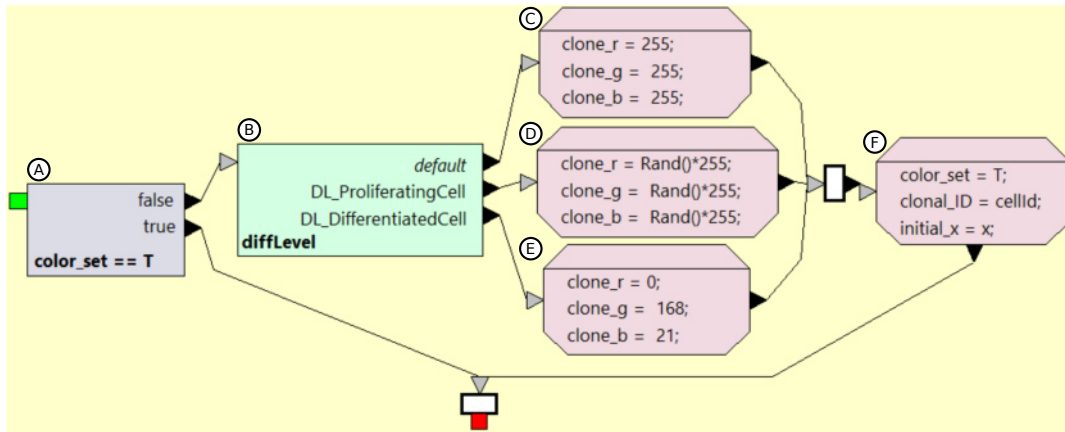 A
false
true
color_set == T
B
default
DL_ProliferatingCell
DL_DifferentiatedCell
diffLevel
C
clone_r = 255;
clone_g = 255;
clone_b = 255;
D
clone_r = Rand()*255;
clone_g = Rand()*255;
clone_b = Rand()*255;
E
clone_r = 0;
clone_g = 168;
clone_b = 21;
F
color_set = T;
clonal_ID = cellId;
initial_x = x;